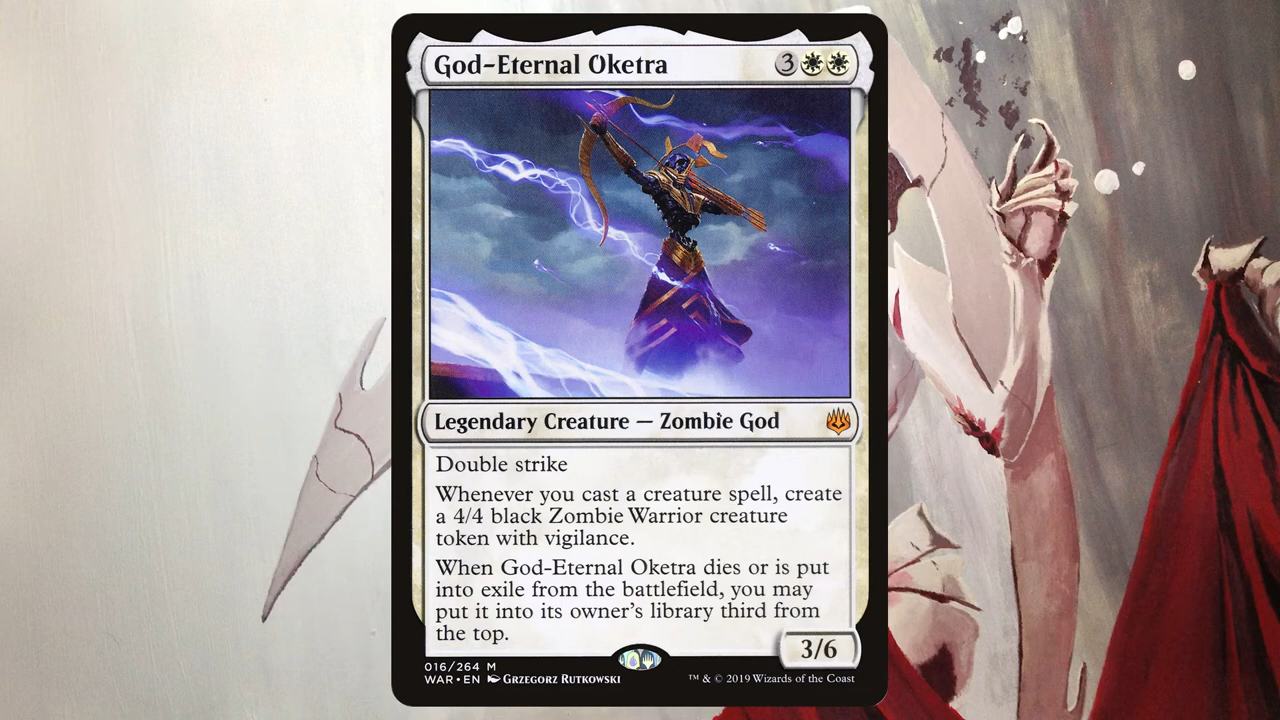 God-Eternal Oketra 3
Legendary Creature — Zombie God
Double strike
Whenever you cast a creature spell, create
a 4/4 black Zombie Warrior creature
token with vigilance.
When God-Eternal Oketra dies or is put
into exile from the battlefield, you may
put it into its owner's library third from
the top.
3/6
016/264 M
WAR • EN Grzegorz Rutkowski ™ & © 2019 Wizards of the Coast